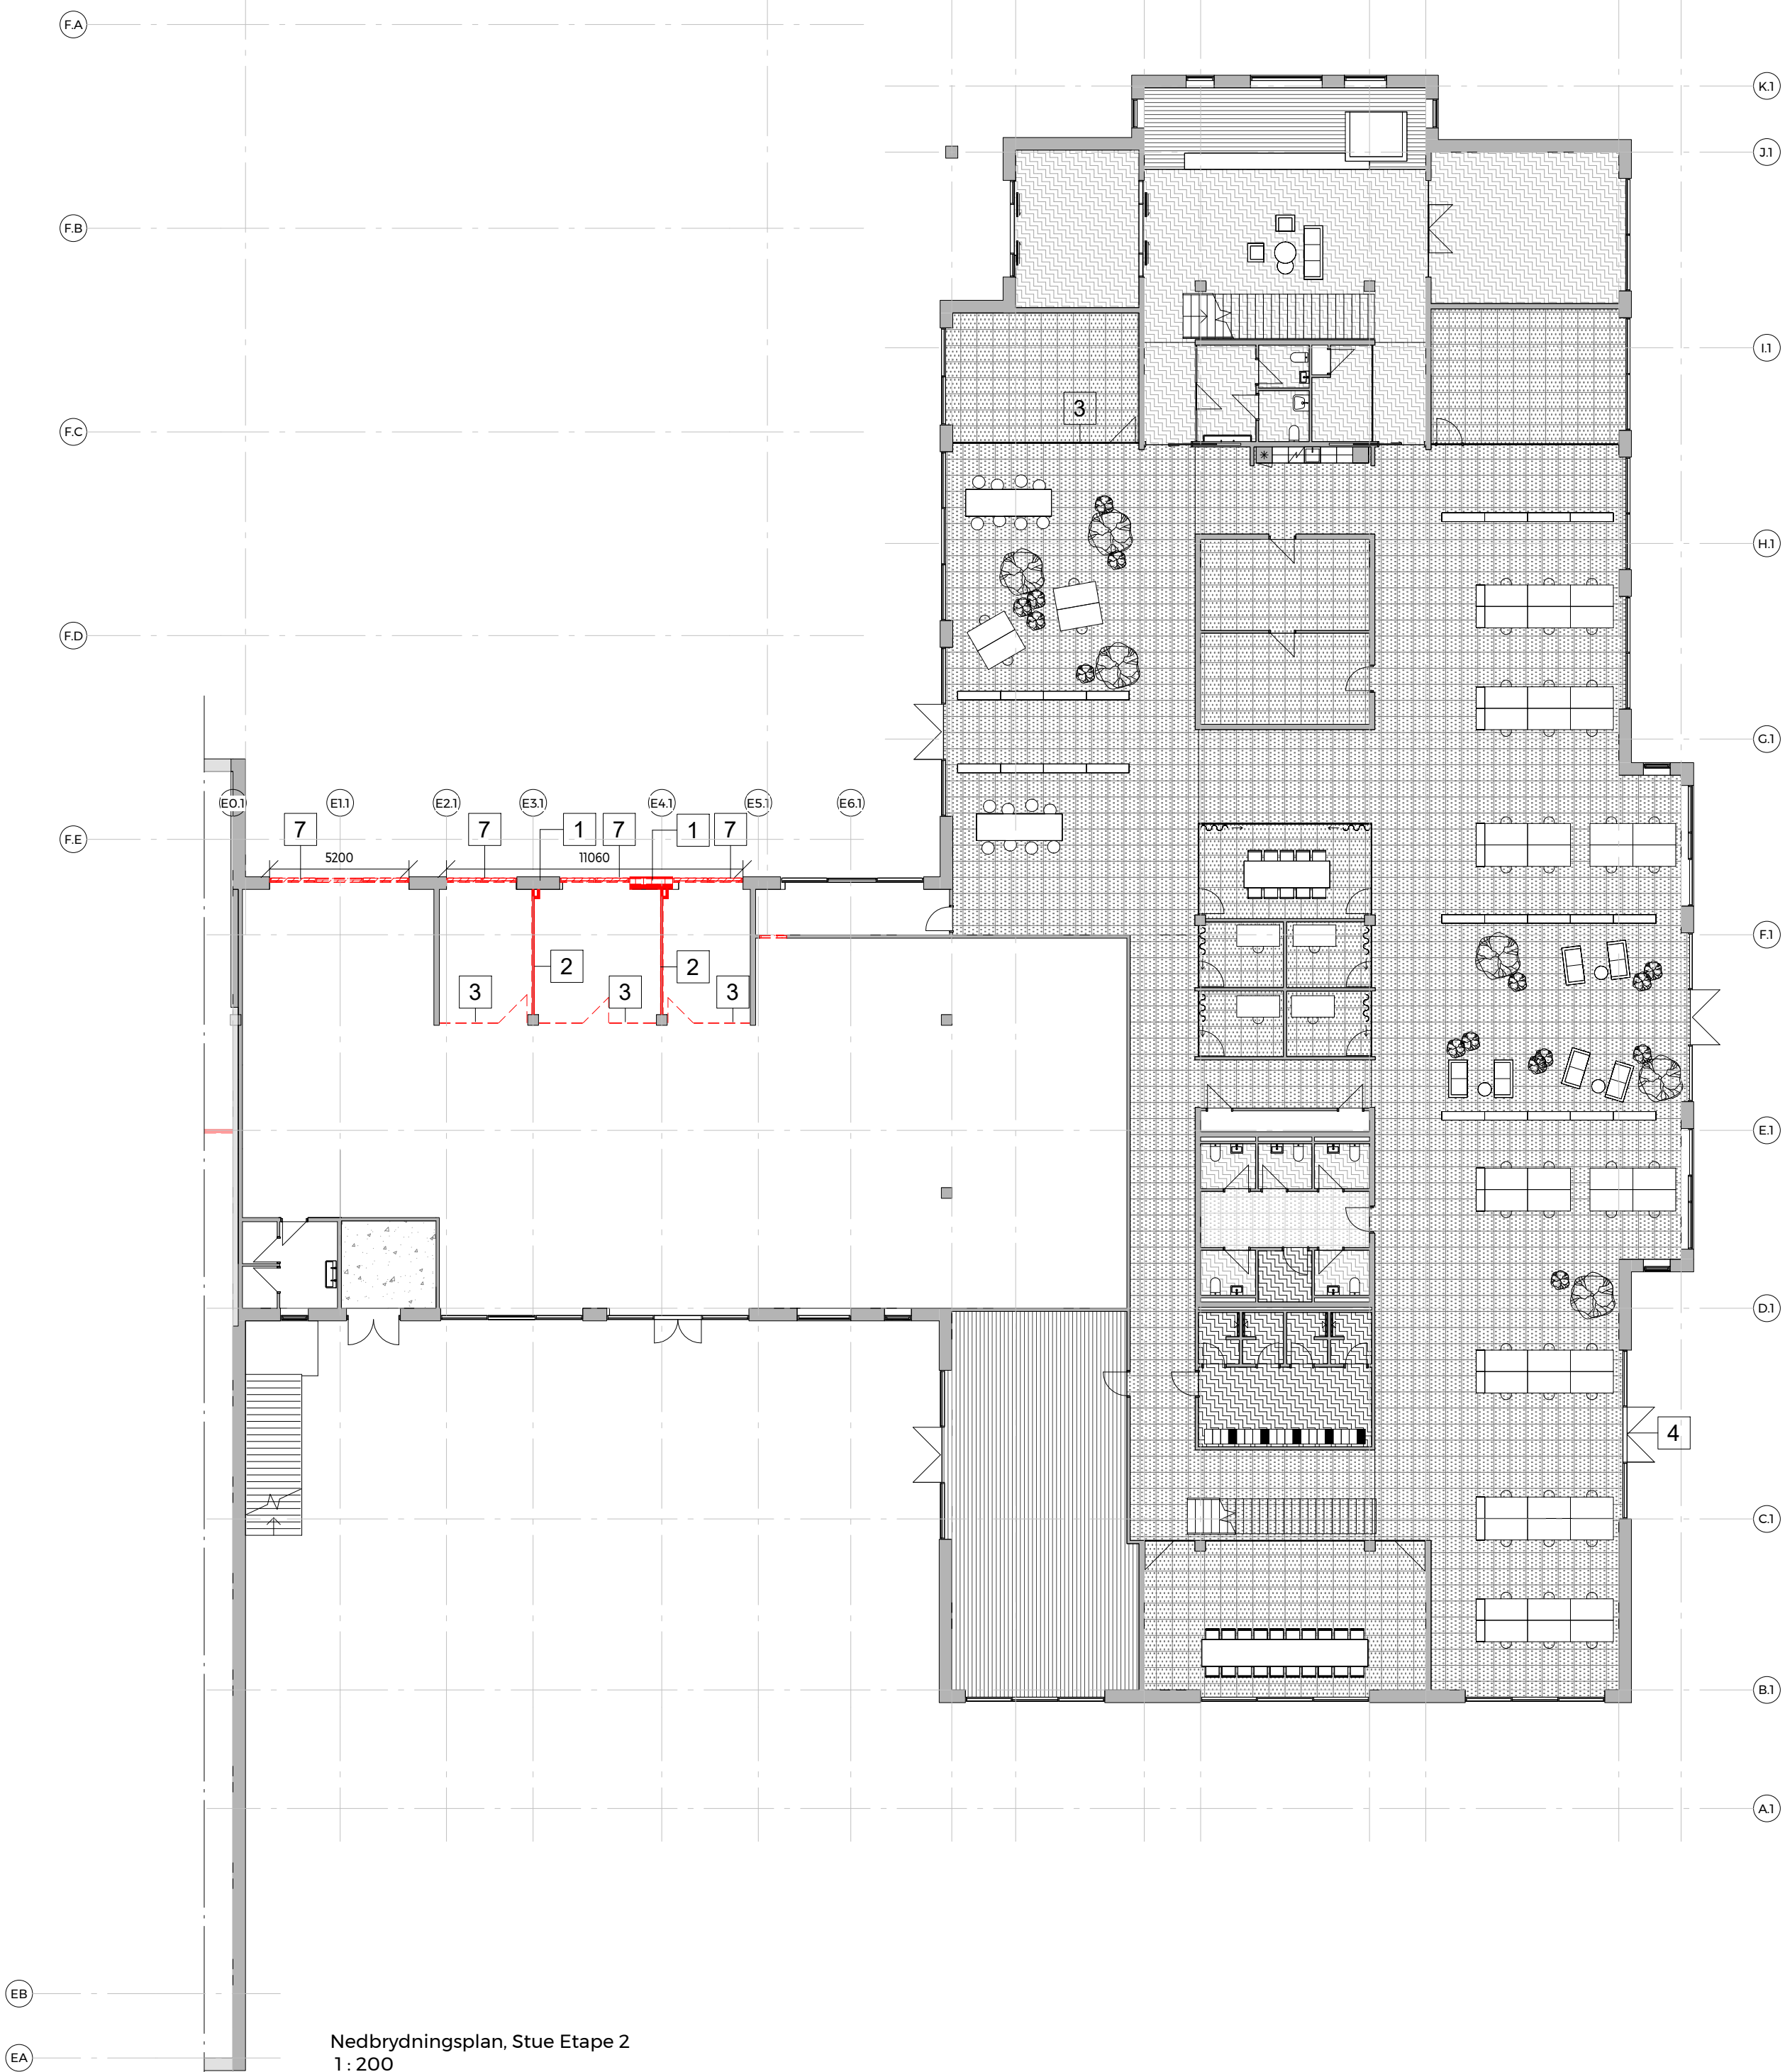 F.A
K.1
J.1
F.B
I.1
3
F.C
H.1
F.D
G.1
E0.1 E1.1 E2.1 E3.1 E4.1 E5.1 E6.1
7 7 1 7 1 7
F.E
5200 11060
F.1
2 2
3 3 3
E.1
D.1
4
C.1
B.1
A.1
EB
Nedbrydningsplan, Stue Etape 2
EA
1 : 200